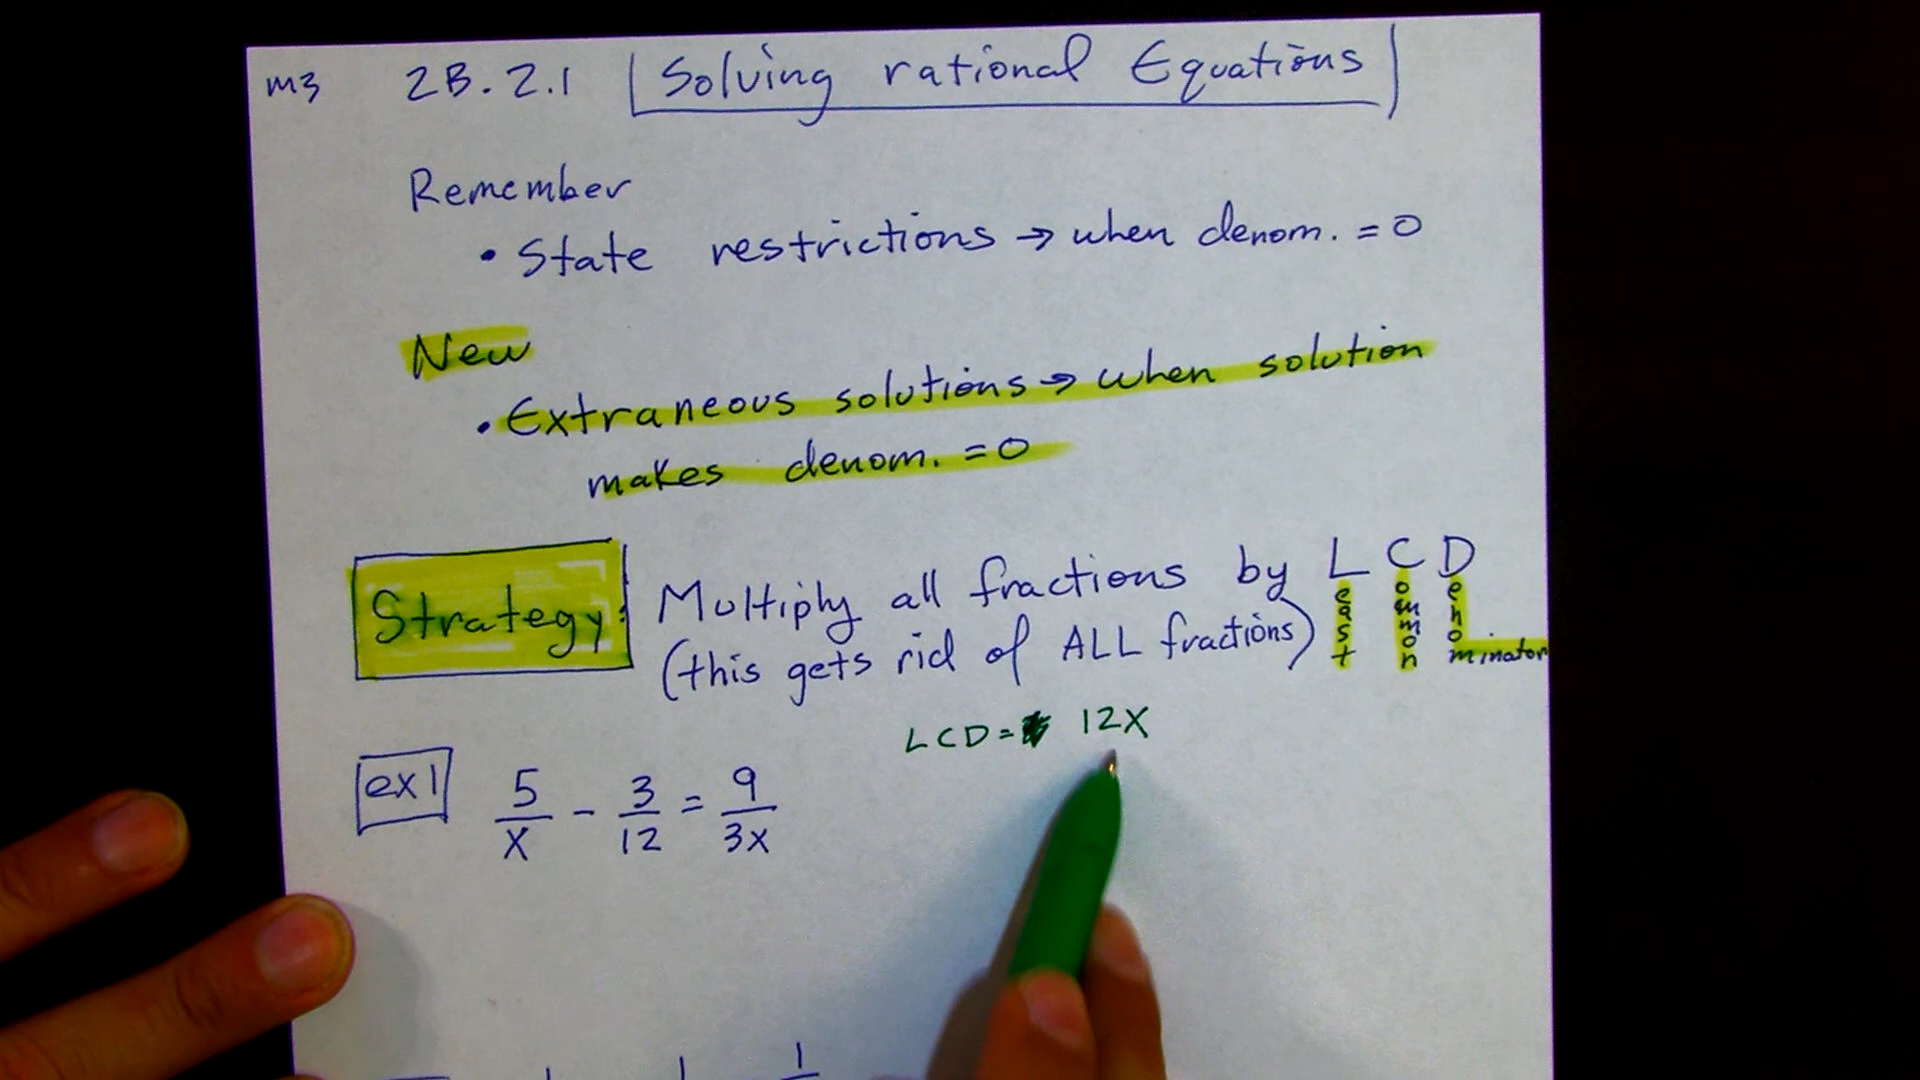 m3 2B.2.1 Solving rational Equations
Remember
• State restrictions → when denom. = 0
New
• Extraneous solutions → when solution
makes denom. = 0
Strategy: Multiply all fractions by LCD
Least Common Denominator
(this gets rid of ALL fractions)
LCD = 12X
ex1 5/X - 3/12 = 9/3X
1